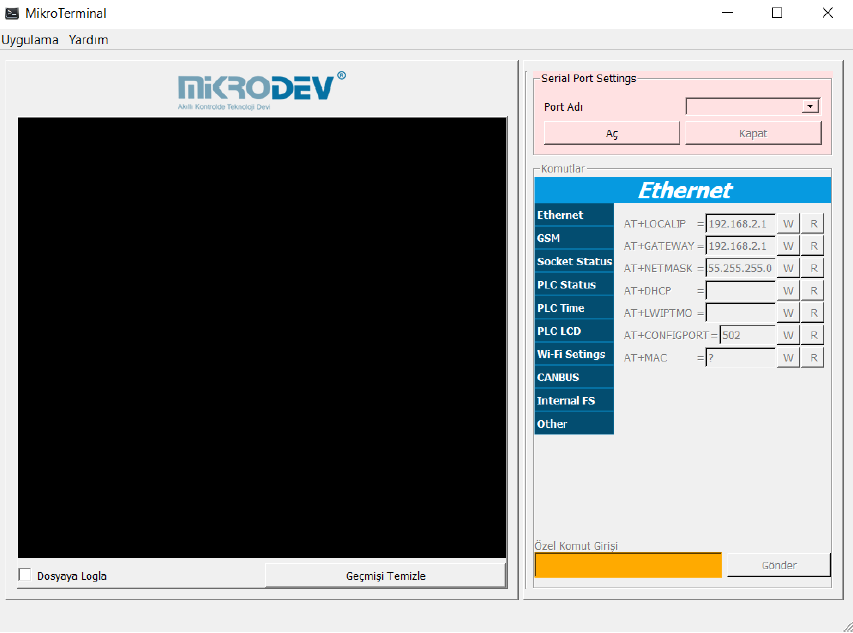 MikroTerminal
Uygulama Yardım
MİKRODEV®
Akıllı Kontrolde Teknoloji Devi
Dosyaya Logla
Geçmişi Temizle
Serial Port Settings
Port Adı
Aç Kapat
Komutlar
Ethernet
Ethernet
GSM
Socket Status
PLC Status
PLC Time
PLC LCD
Wi-Fi Setings
CANBUS
Internal FS
Other
AT+LOCALIP = 192.168.2.1 W R
AT+GATEWAY = 192.168.2.1 W R
AT+NETMASK = 55.255.255.0 W R
AT+DHCP = W R
AT+LWIPTMO = W R
AT+CONFIGPORT = 502 W R
AT+MAC = ? W R
Özel Komut Girişi
Gönder